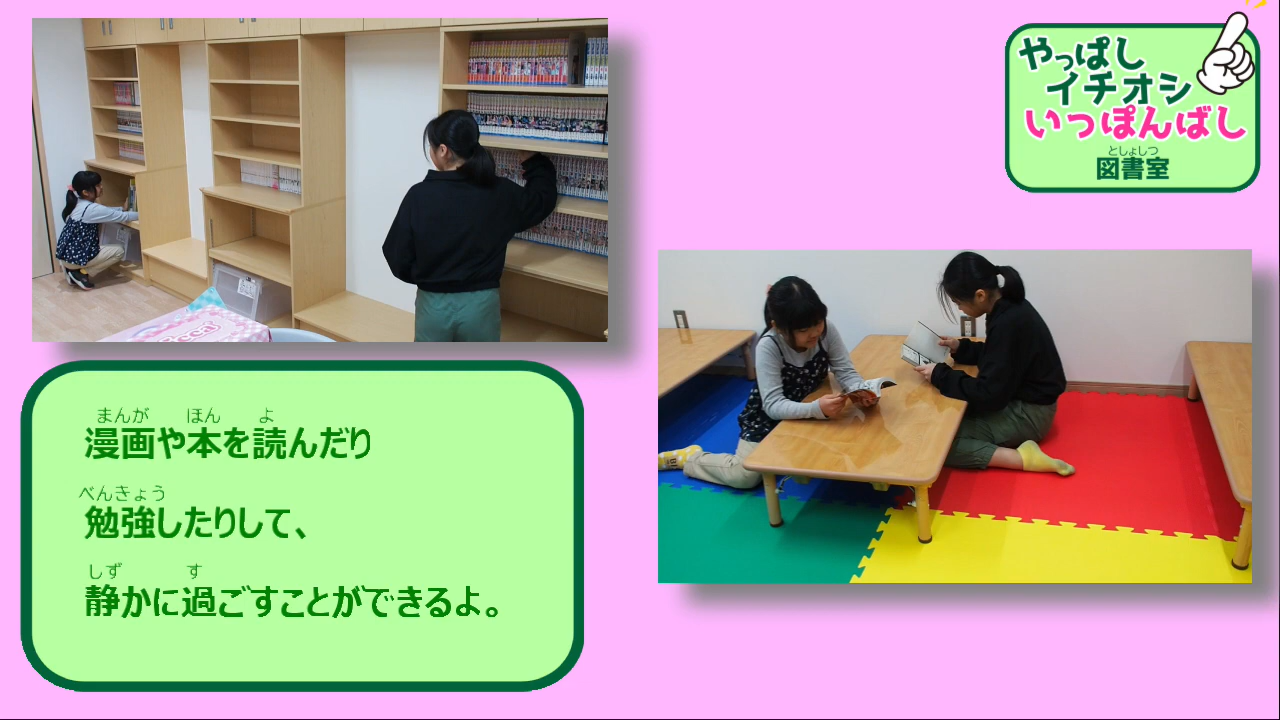 やっぱし
イチオシ
いっぽんばし
としょしつ
図書室
まんが ほん よ
漫画や本を読んだり
べんきょう
勉強したりして、
しず す
静かに過ごすことができるよ。